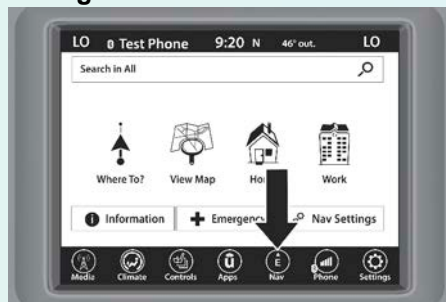 LO Test Phone 9:20 N 46° out. LO
Search in All
Where To? View Map Work
Information Emergency Nav Settings
E
Media Climate Controls Apps Nav Phone Settings